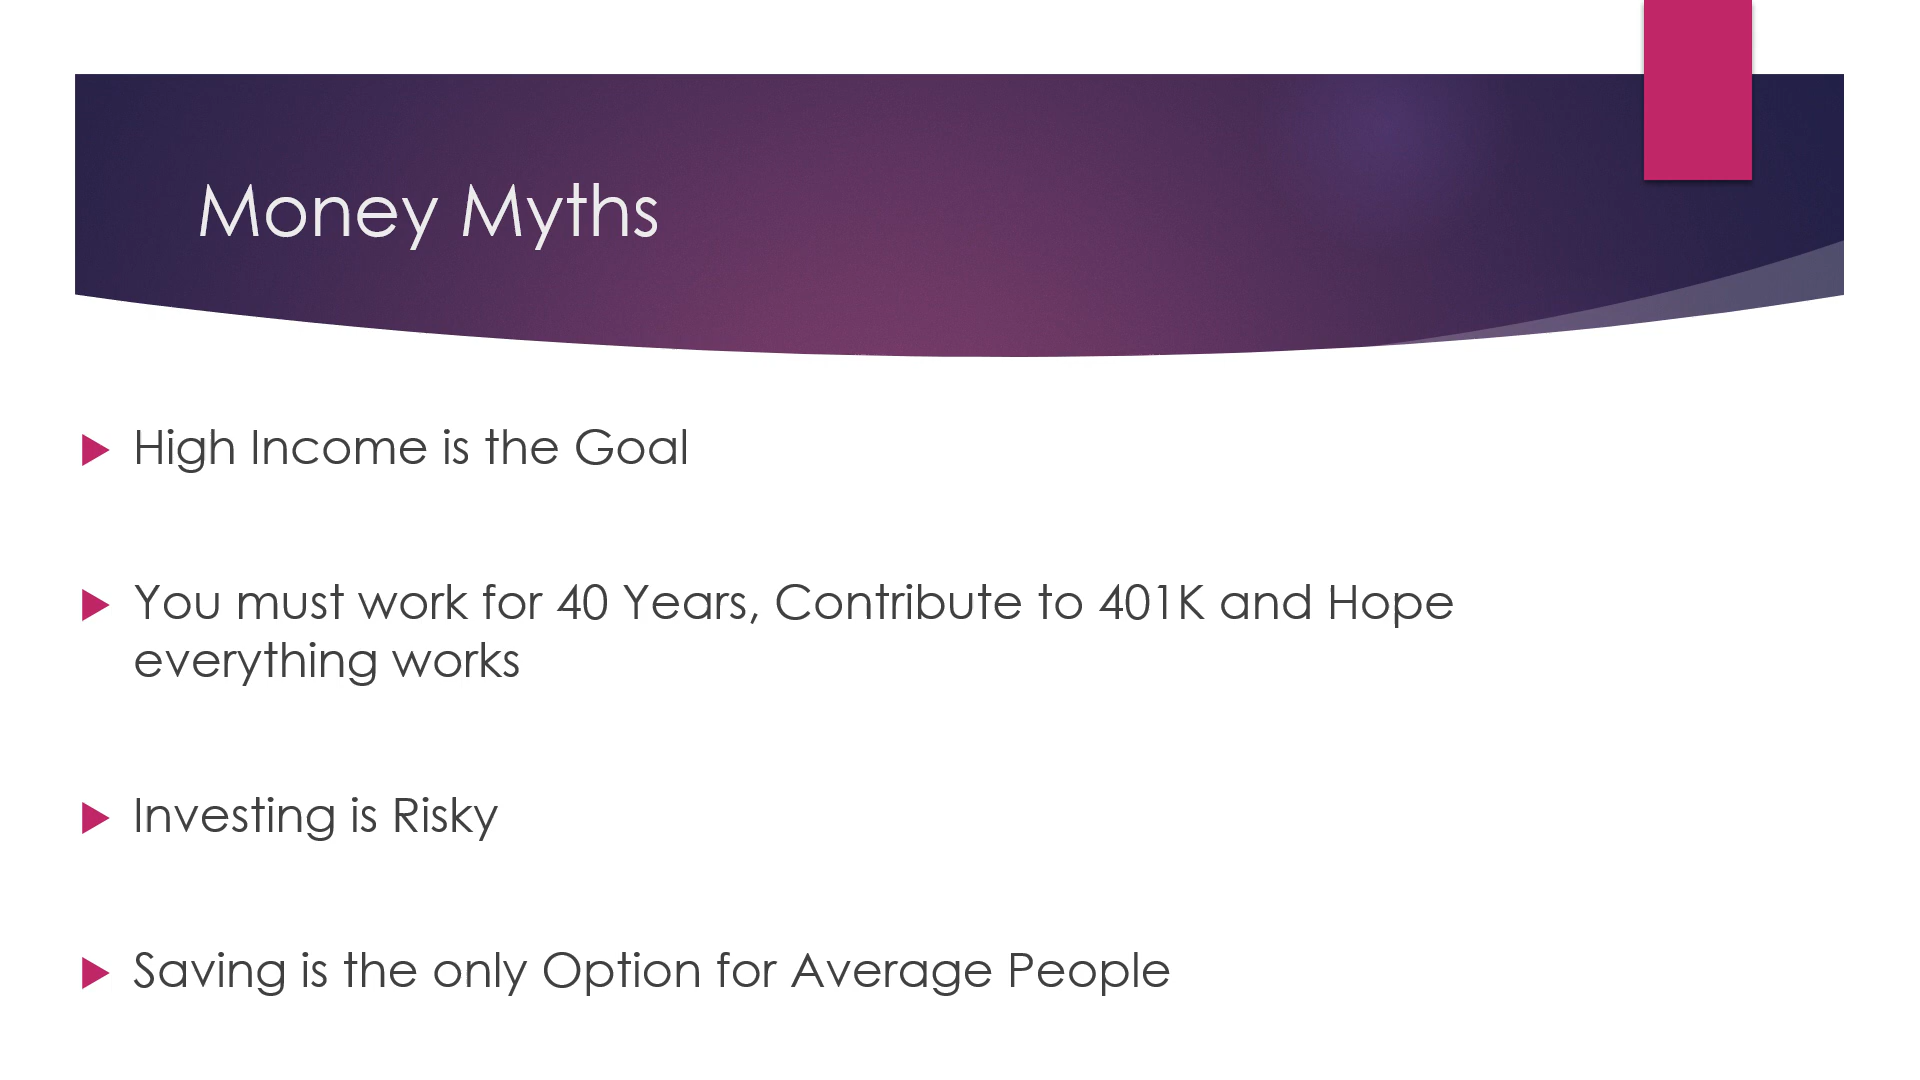 Money Myths
High Income is the Goal
You must work for 40 Years, Contribute to 401K and Hope
everything works
Investing is Risky
Saving is the only Option for Average People